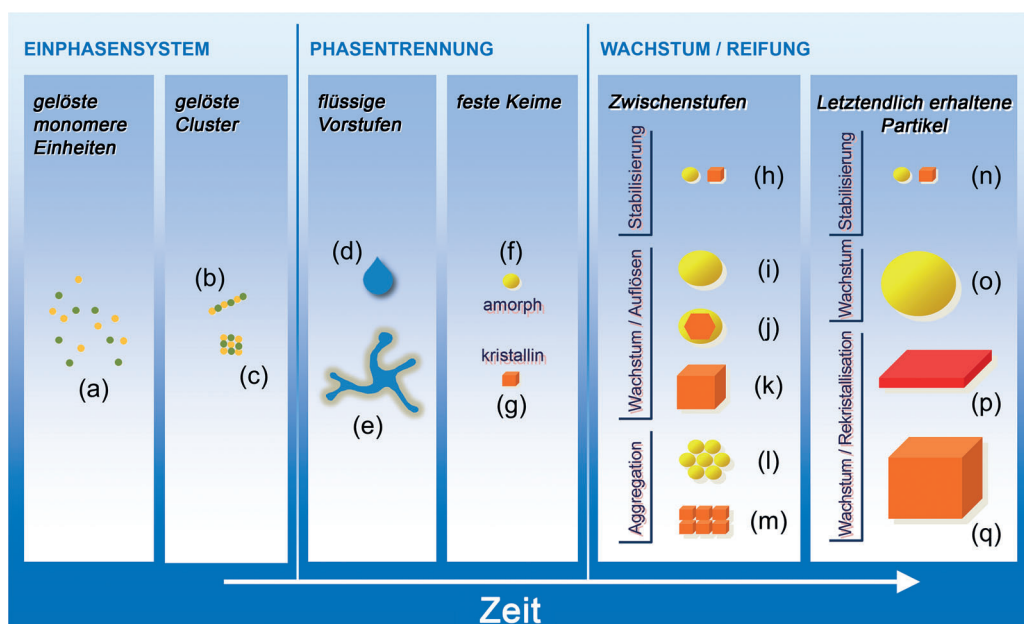 EINPHASENSYSTEM
PHASENTRENNUNG
WACHSTUM / REIFUNG
gelöste
monomere
Einheiten
gelöste
Cluster
flüssige
Vorstufen
feste Keime
Zwischenstufen
Letztendlich erhaltene
Partikel
(a)
(b)
(c)
(d)
(e)
(f)
amorph
kristallin
(g)
Stabilisierung
(h)
Wachstum / Auflösen
(i)
(j)
(k)
Aggregation
(l)
(m)
Stabilisierung
(n)
Wachstum
(o)
Wachstum / Rekristallisation
(p)
(q)
Zeit